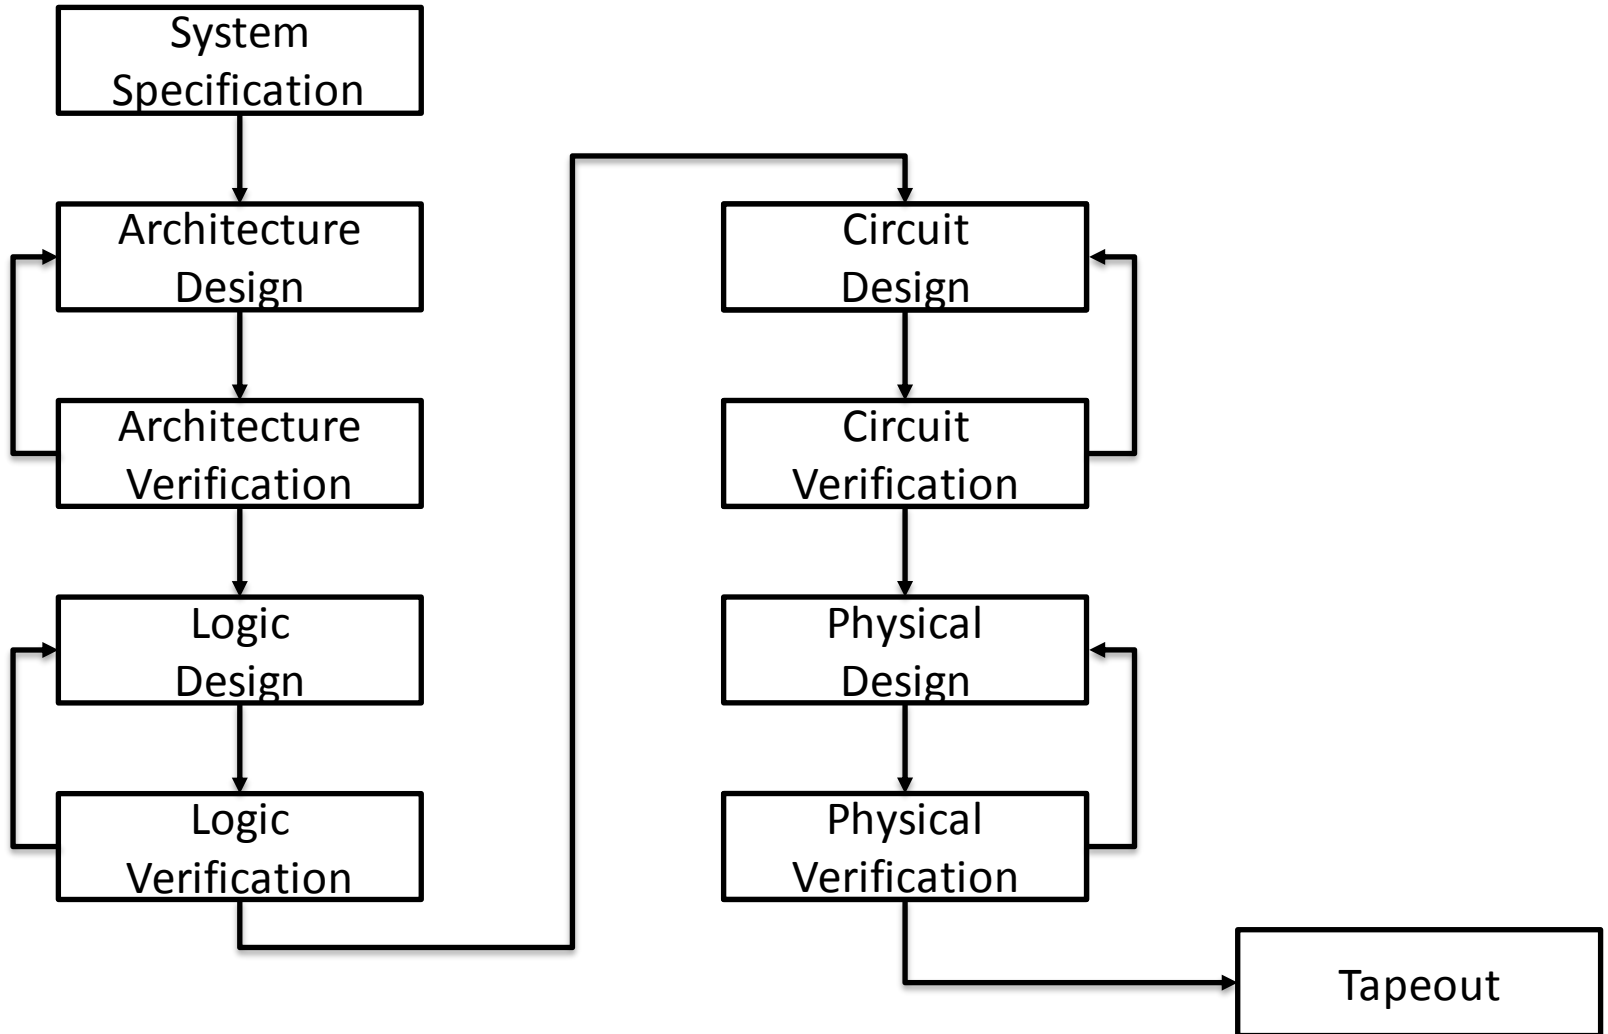 System
Specification
Architecture
Design
Architecture
Verification
Logic
Design
Logic
Verification
Circuit
Design
Circuit
Verification
Physical
Design
Physical
Verification
Tapeout